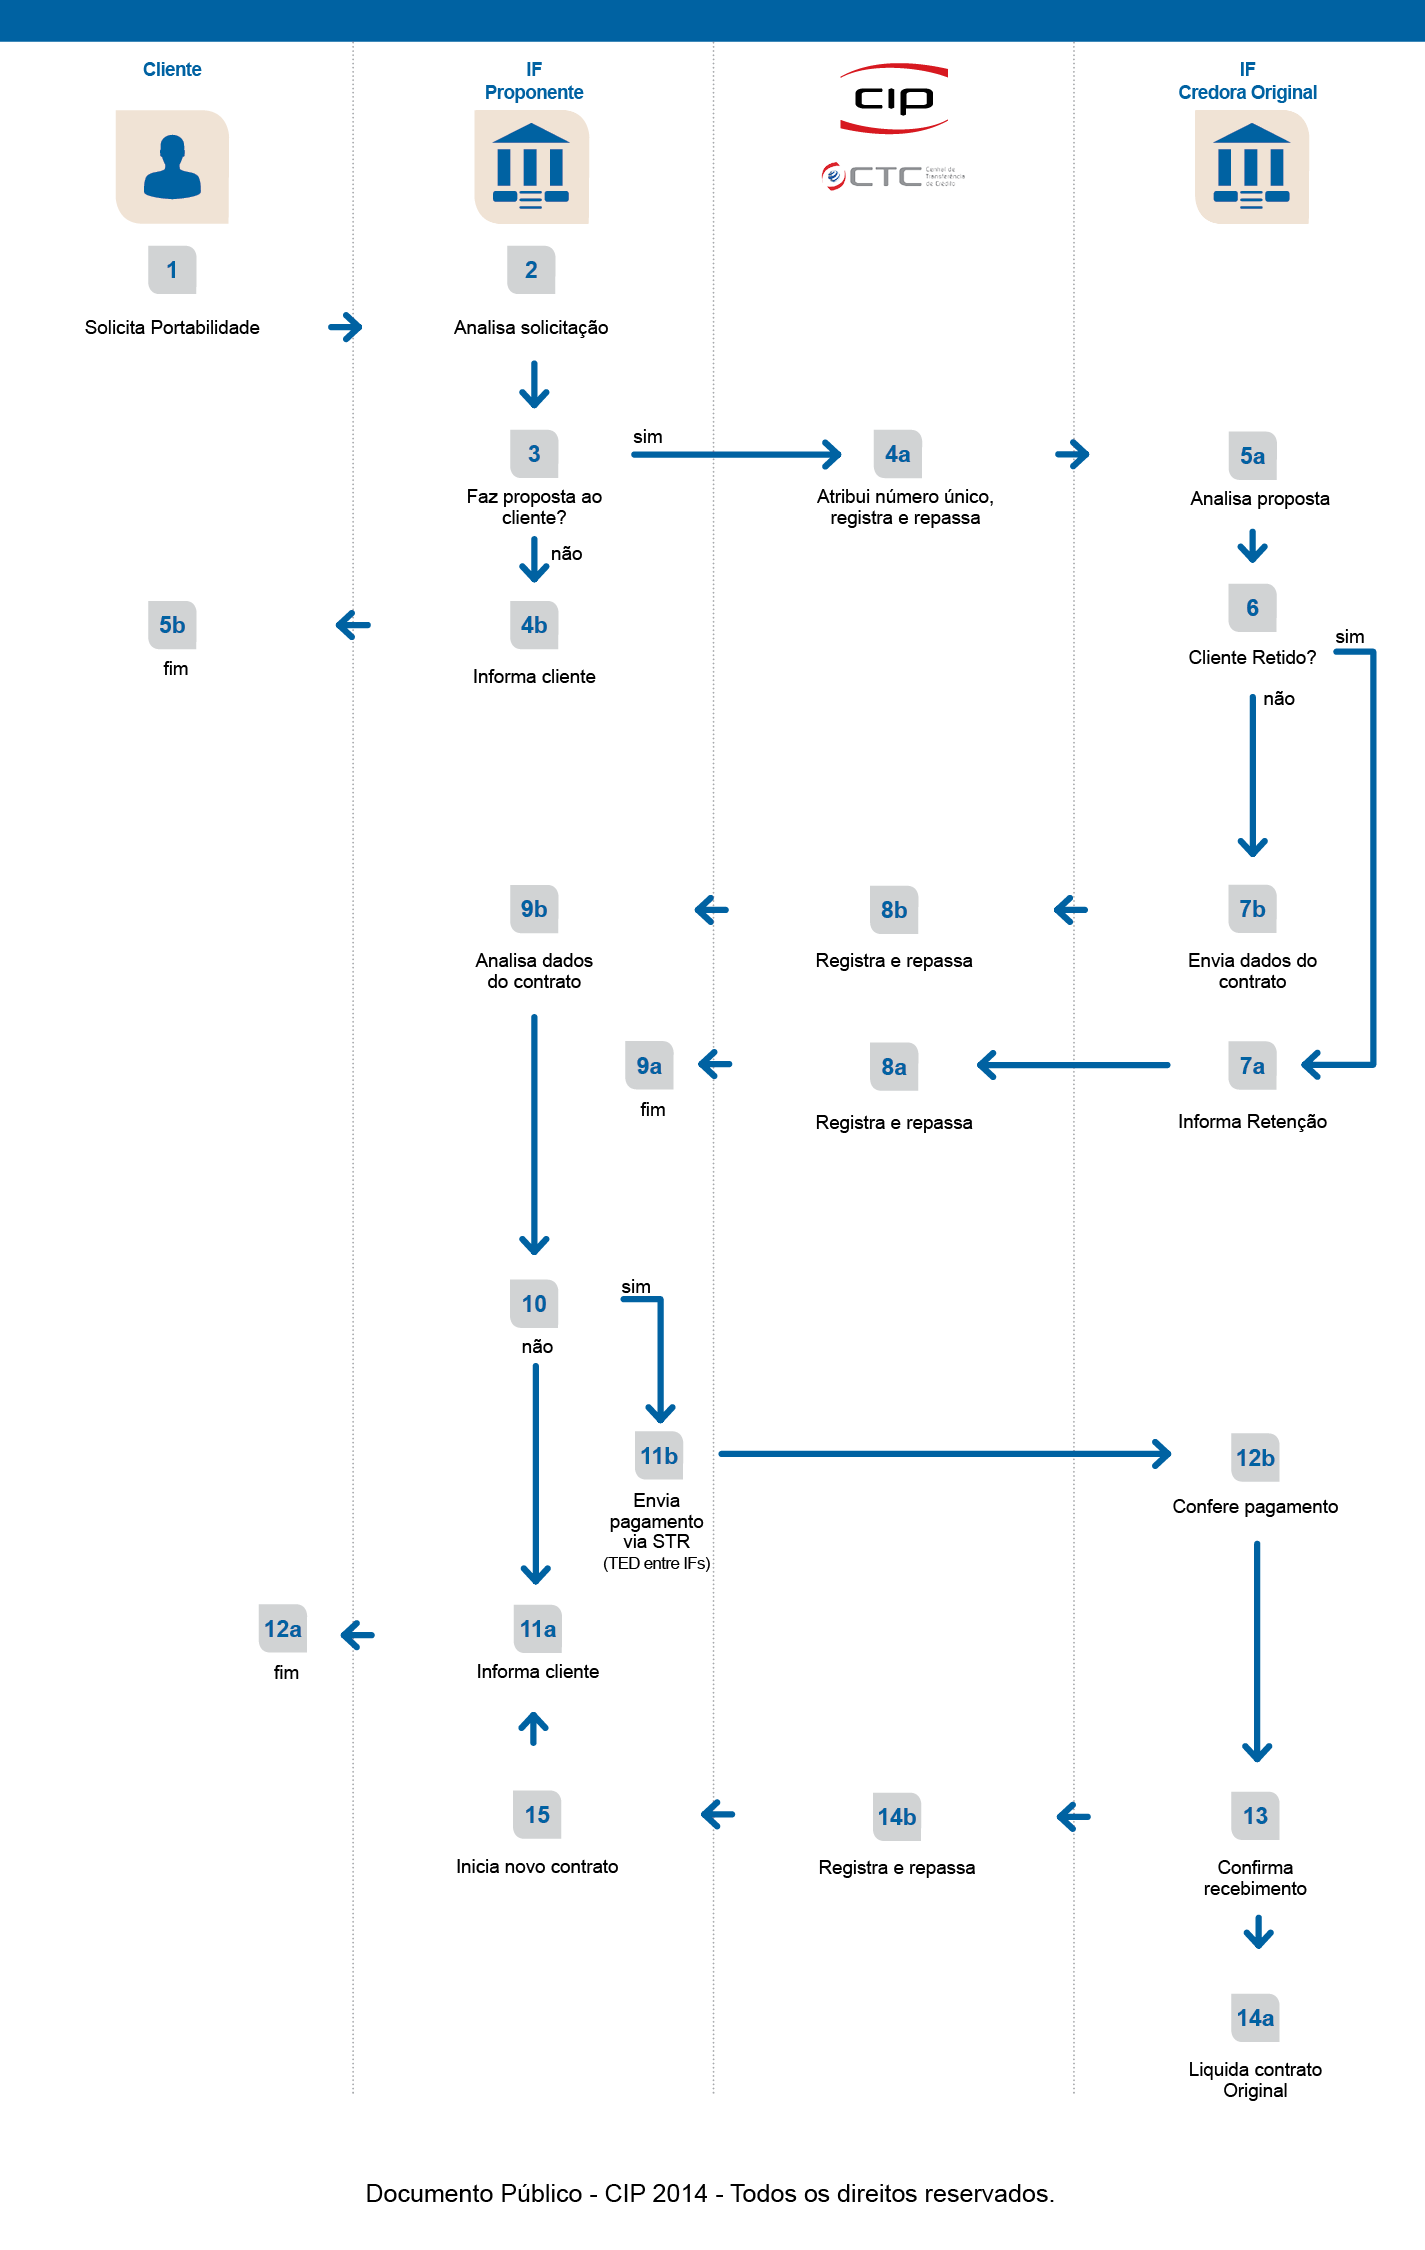 Cliente
IF
Proponente
cip
CTC
Central de
Transferência
de Crédito
IF
Credora Original
1
Solicita Portabilidade
2
Analisa solicitação
3
Faz proposta ao
cliente?
sim
não
4a
Atribui número único,
registra e repassa
5a
Analisa proposta
5b
fim
4b
Informa cliente
6
Cliente Retido?
sim
não
9b
Analisa dados
do contrato
8b
Registra e repassa
7b
Envia dados do
contrato
9a
fim
8a
Registra e repassa
7a
Informa Retenção
10
não
sim
11b
Envia
pagamento
via STR
(TED entre IFs)
12b
Confere pagamento
12a
fim
11a
Informa cliente
15
Inicia novo contrato
14b
Registra e repassa
13
Confirma
recebimento
14a
Liquida contrato
Original
Documento Público - CIP 2014 - Todos os direitos reservados.